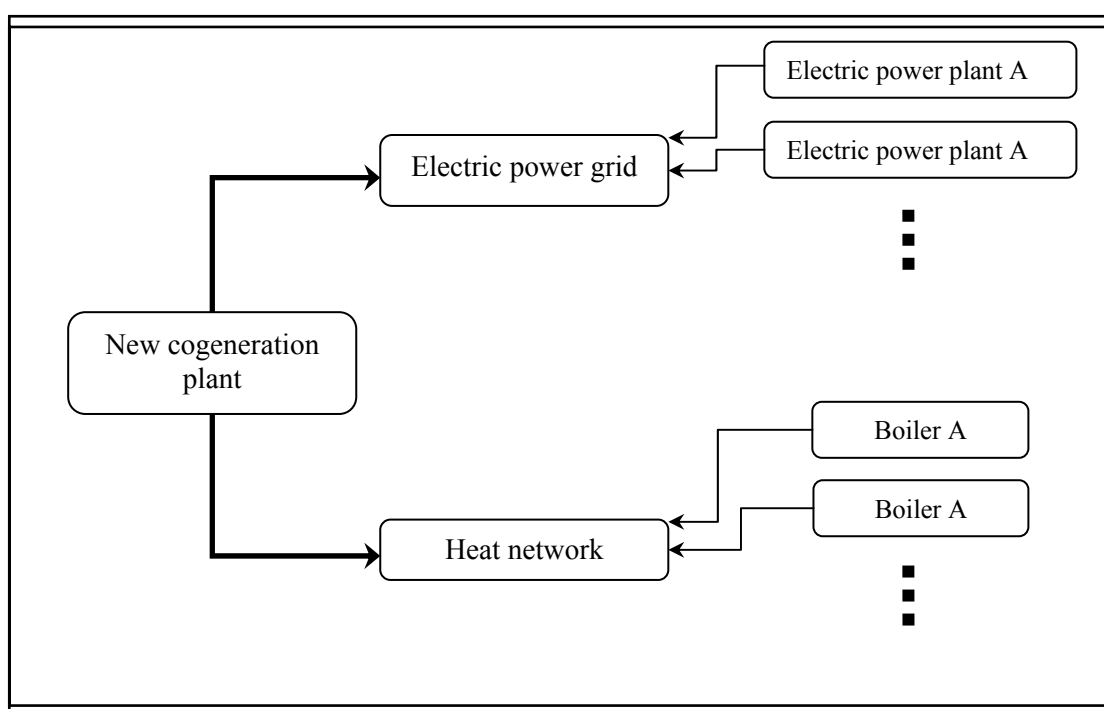 Electric power plant A
Electric power plant A
Electric power grid
New cogeneration
plant
Boiler A
Boiler A
Heat network